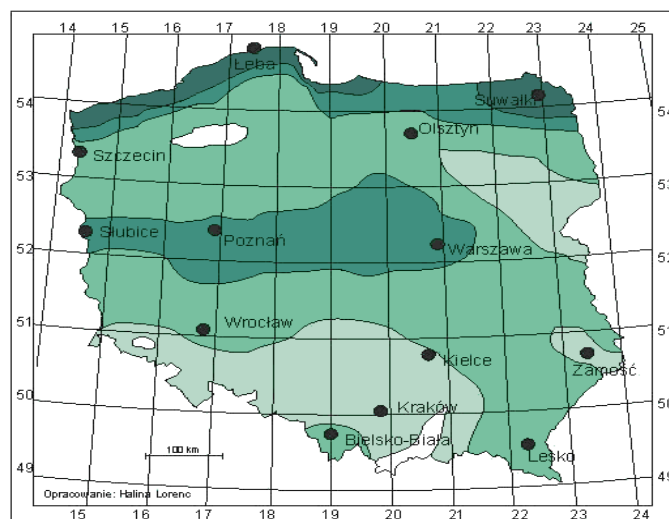 14 15 16 17 18 19 20 21 22 23 24 25
Łeba
54 Suwałki 54
Olsztyn
Szczecin
53 53
Słubice Poznań Warszawa
52 52
Wrocław
51 51
Kielce Zamość
50 Kraków 50
Bielsko-Biała Lesko
100 km
49 49
Opracowanie: Halina Lorenc
15 16 17 18 19 20 21 22 23 24